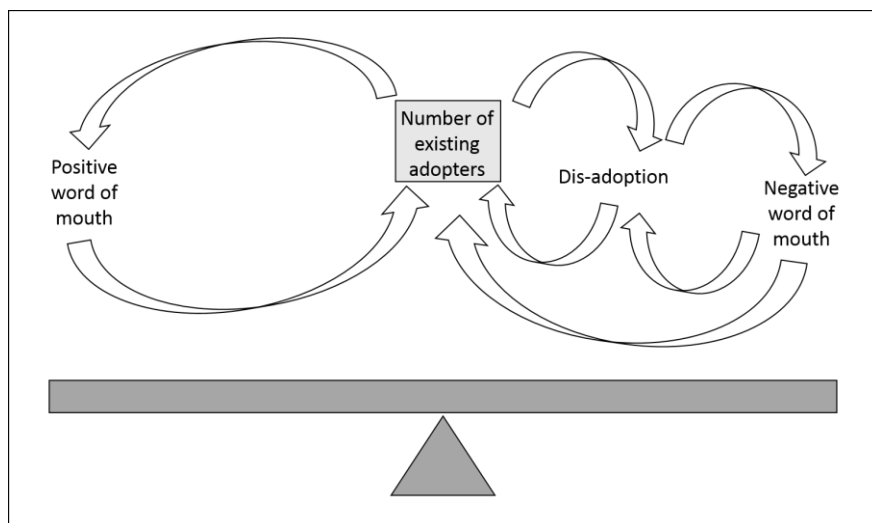 Number of
existing
adopters
Positive
word of
mouth
Dis-adoption
Negative
word of
mouth